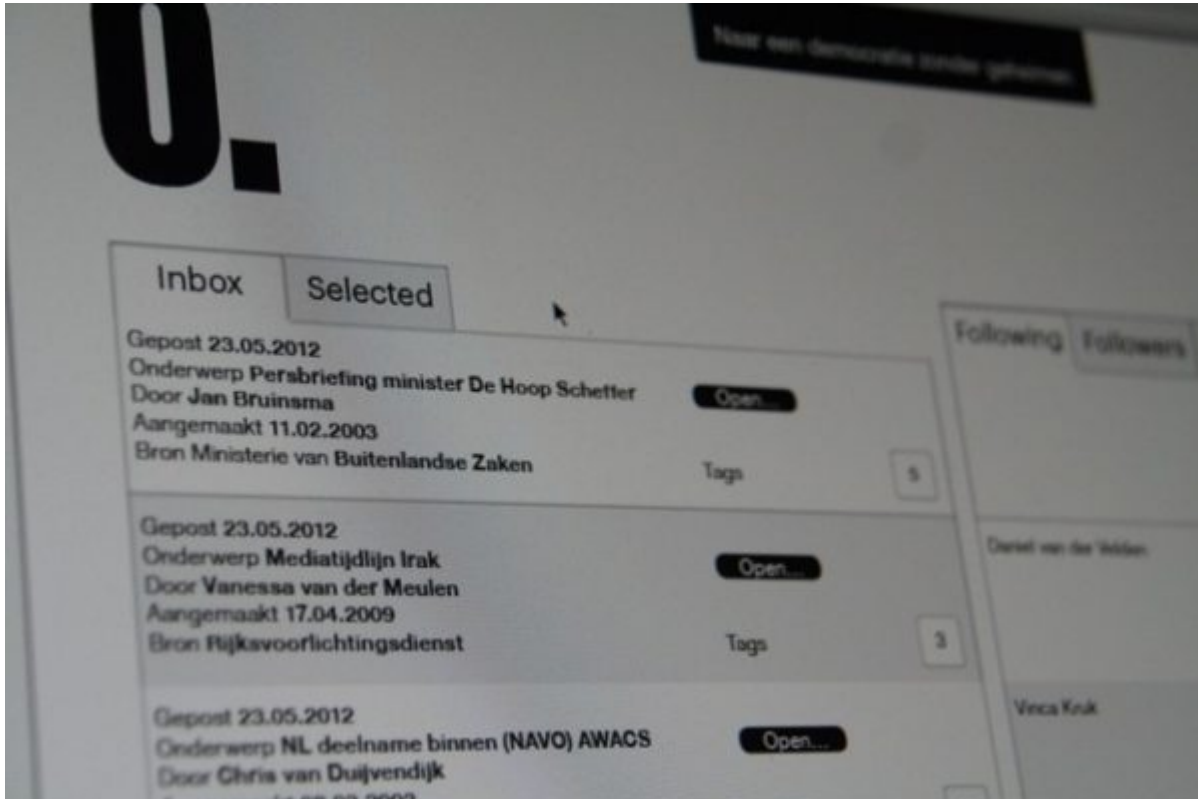 O.
Naar een democratie zonder geheimen
Inbox
Selected
Gepost 23.05.2012
Onderwerp Persbriefing minister De Hoop Schetter
Door Jan Bruinsma
Aangemaakt 11.02.2003
Bron Ministerie van Buitenlandse Zaken
Open...
Tags
5
Gepost 23.05.2012
Onderwerp Mediatijdlijn Irak
Door Vanessa van der Meulen
Aangemaakt 17.04.2009
Bron Rijksvoorlichtingsdienst
Open...
Tags
3
Gepost 23.05.2012
Onderwerp NL deelname binnen (NAVO) AWACS
Door Chris van Duijvendijk
Open...
Following
Followers
Daniel van der Velden
Vinca Kruk